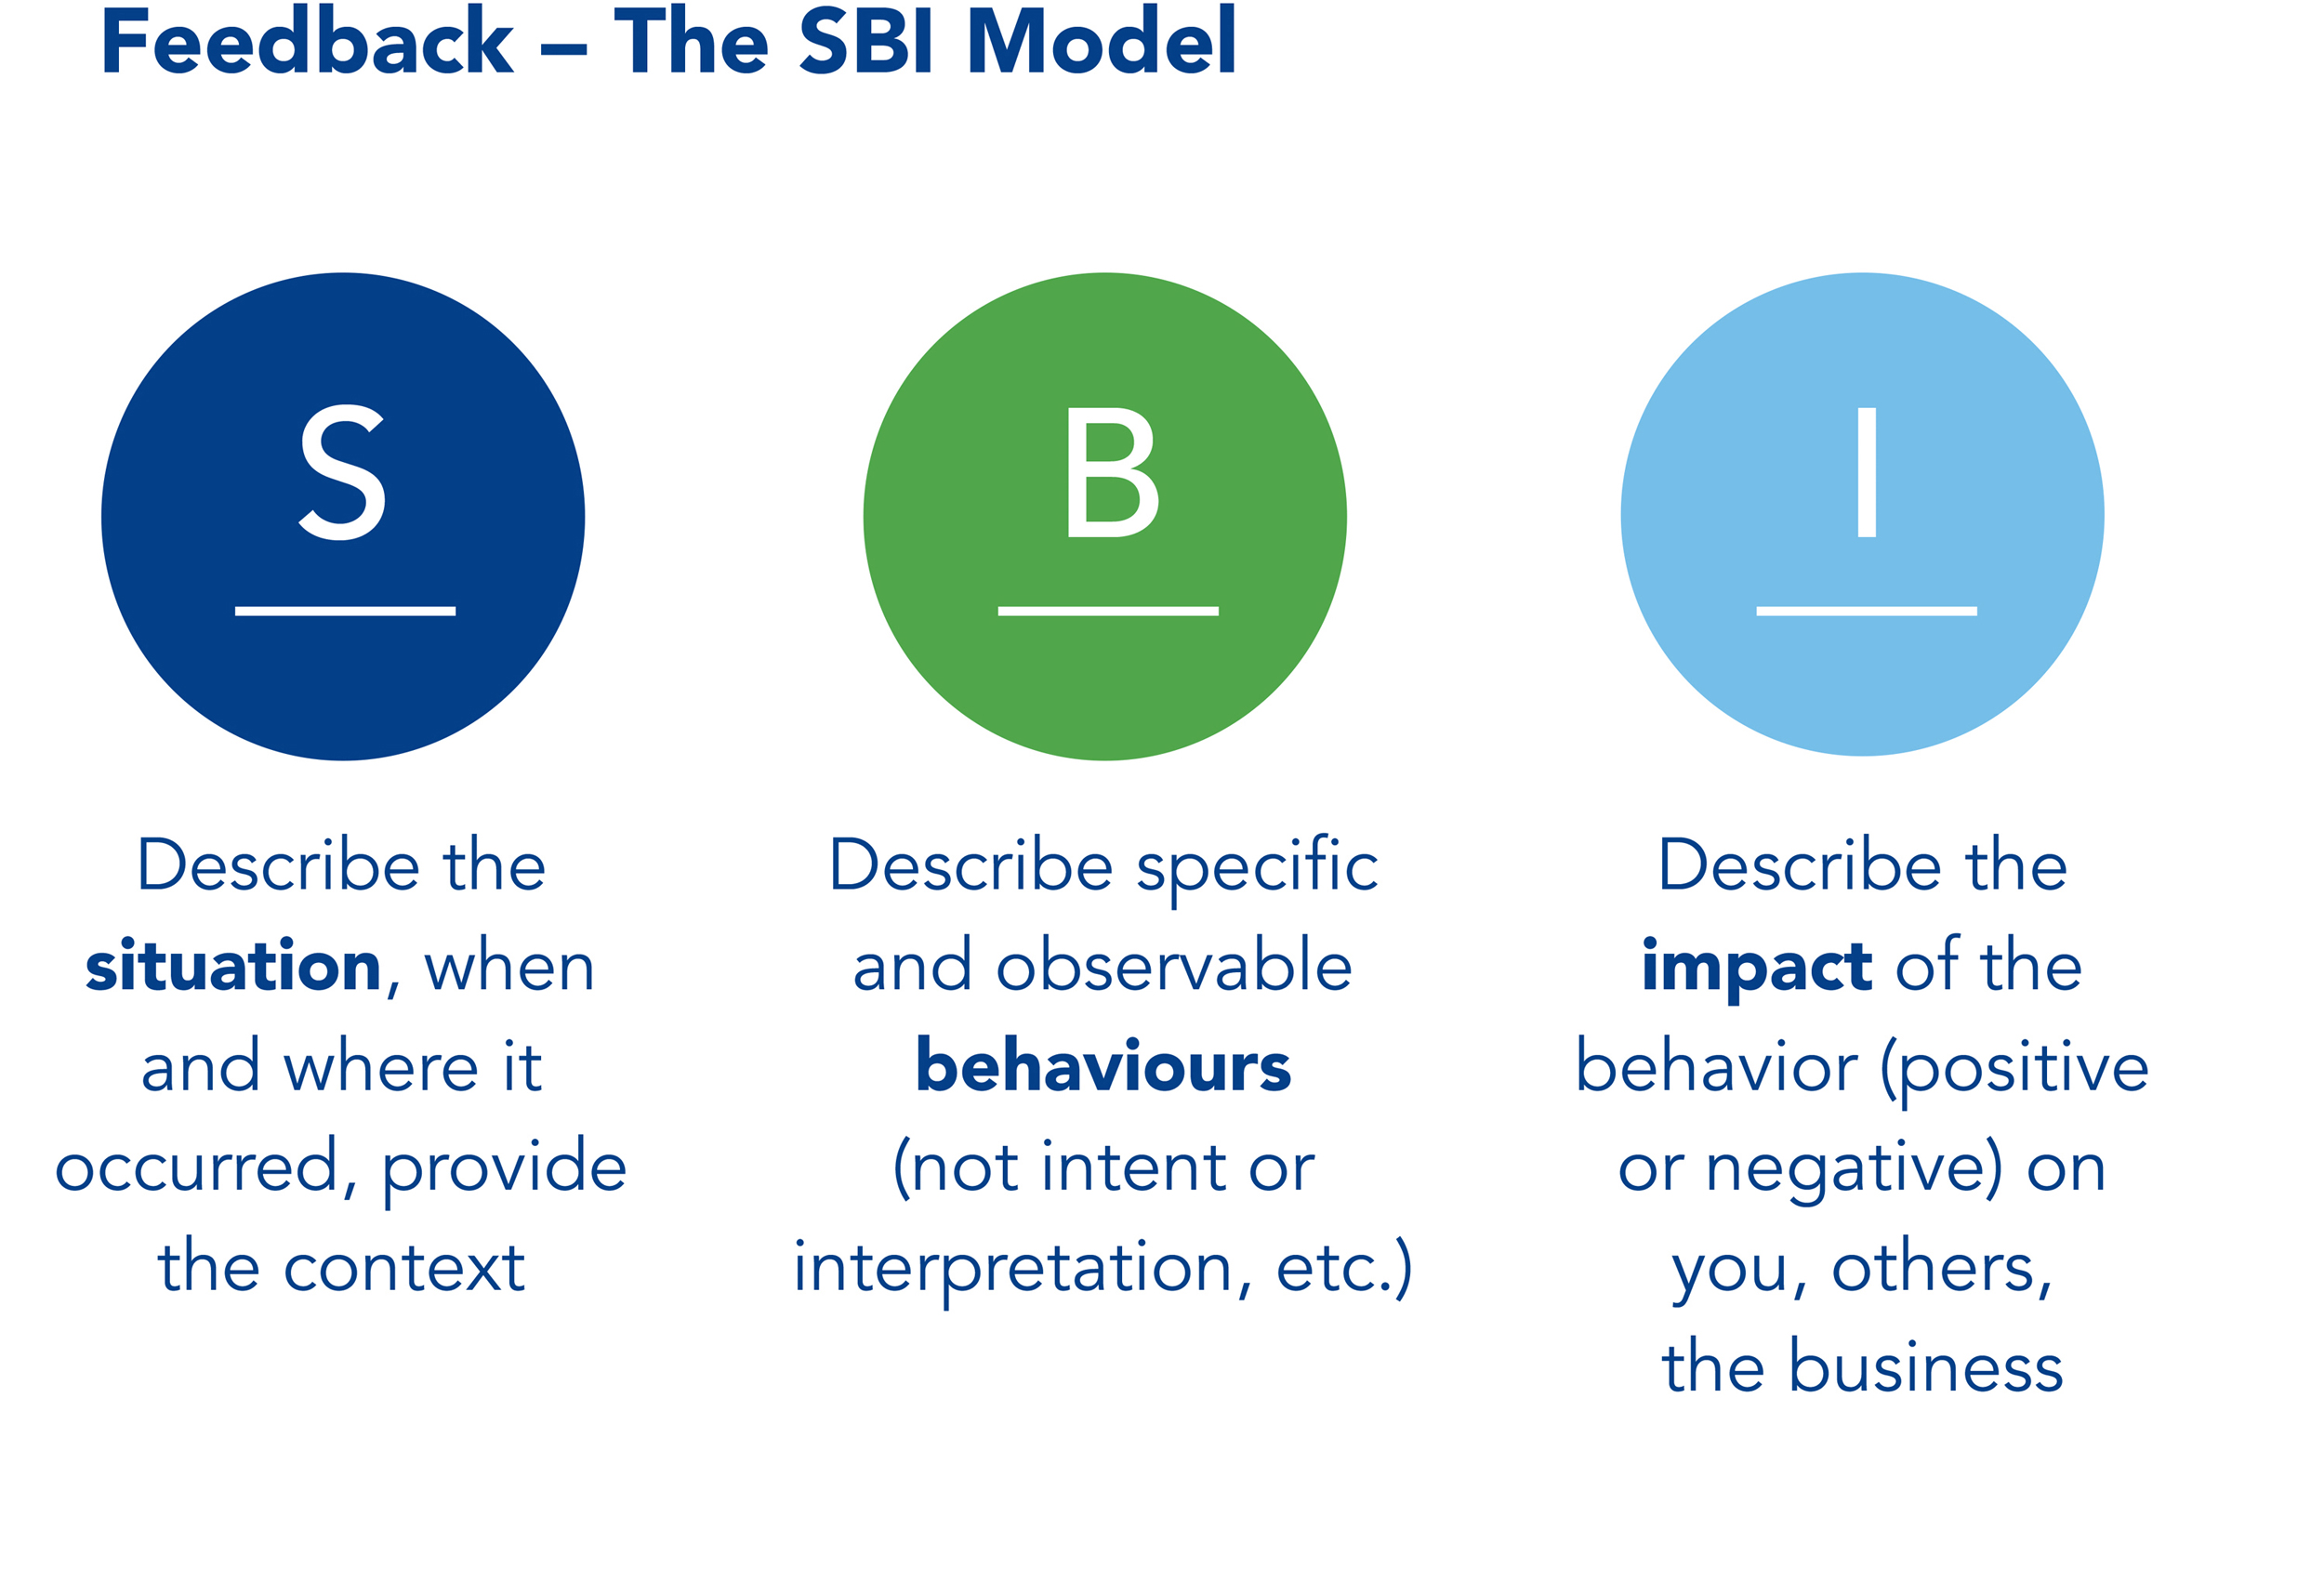 Feedback — The SBI Model
S
Describe the
situation, when
and where it
occurred, provide
the context
B
Describe specific
and observable
behaviours
(not intent or
interpretation, etc.)
I
Describe the
impact of the
behavior (positive
or negative) on
you, others,
the business